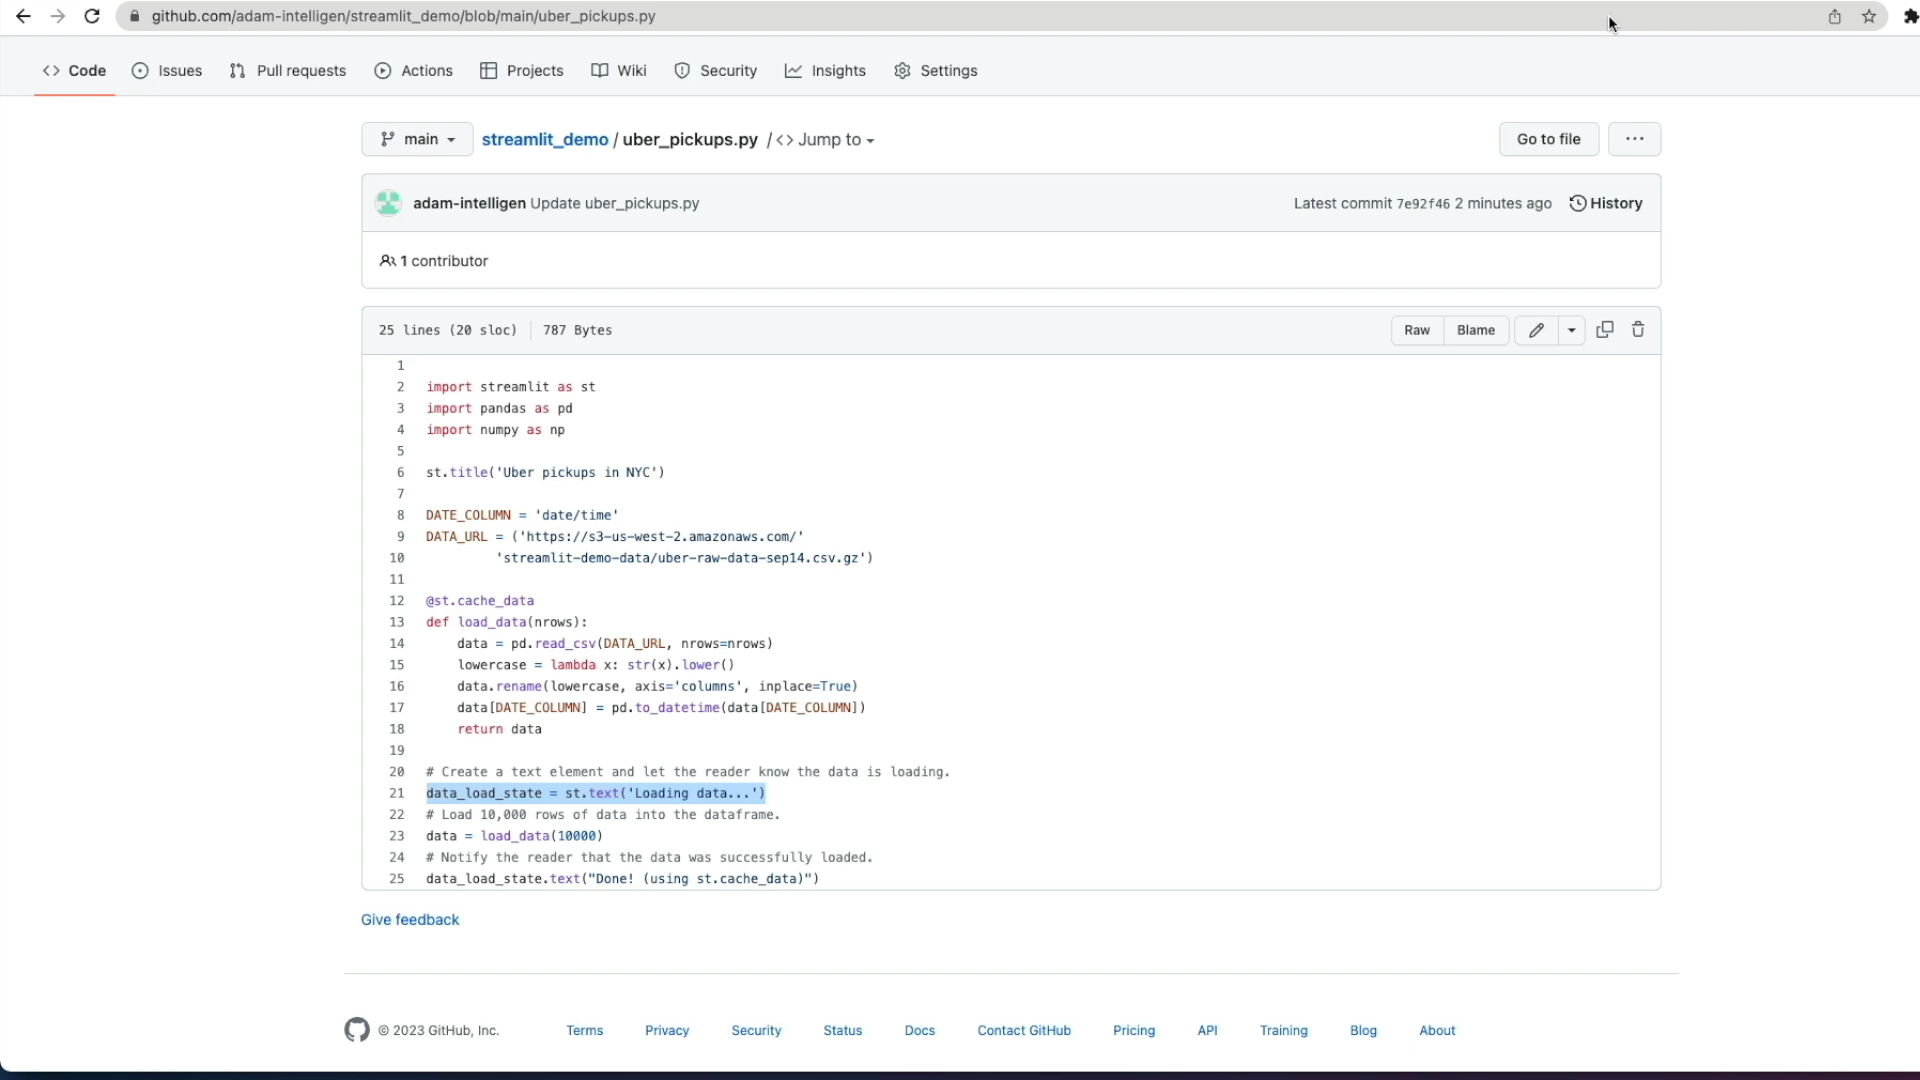 github.com/adam-intelligen/streamlit_demo/blob/main/uber_pickups.py
<> Code Issues Pull requests Actions Projects Wiki Security Insights Settings
main streamlit_demo / uber_pickups.py / <> Jump to Go to file ...
adam-intelligen Update uber_pickups.py Latest commit 7e92f46 2 minutes ago History
1 contributor
25 lines (20 sloc) 787 Bytes Raw Blame
1
2 import streamlit as st
3 import pandas as pd
4 import numpy as np
5
6 st.title('Uber pickups in NYC')
7
8 DATE_COLUMN = 'date/time'
9 DATA_URL = ('https://s3-us-west-2.amazonaws.com/'
10 'streamlit-demo-data/uber-raw-data-sep14.csv.gz')
11
12 @st.cache_data
13 def load_data(nrows):
14 data = pd.read_csv(DATA_URL, nrows=nrows)
15 lowercase = lambda x: str(x).lower()
16 data.rename(lowercase, axis='columns', inplace=True)
17 data[DATE_COLUMN] = pd.to_datetime(data[DATE_COLUMN])
18 return data
19
20 # Create a text element and let the reader know the data is loading.
21 data_load_state = st.text('Loading data...')
22 # Load 10,000 rows of data into the dataframe.
23 data = load_data(10000)
24 # Notify the reader that the data was successfully loaded.
25 data_load_state.text("Done! (using st.cache_data)")
Give feedback
© 2023 GitHub, Inc. Terms Privacy Security Status Docs Contact GitHub Pricing API Training Blog About